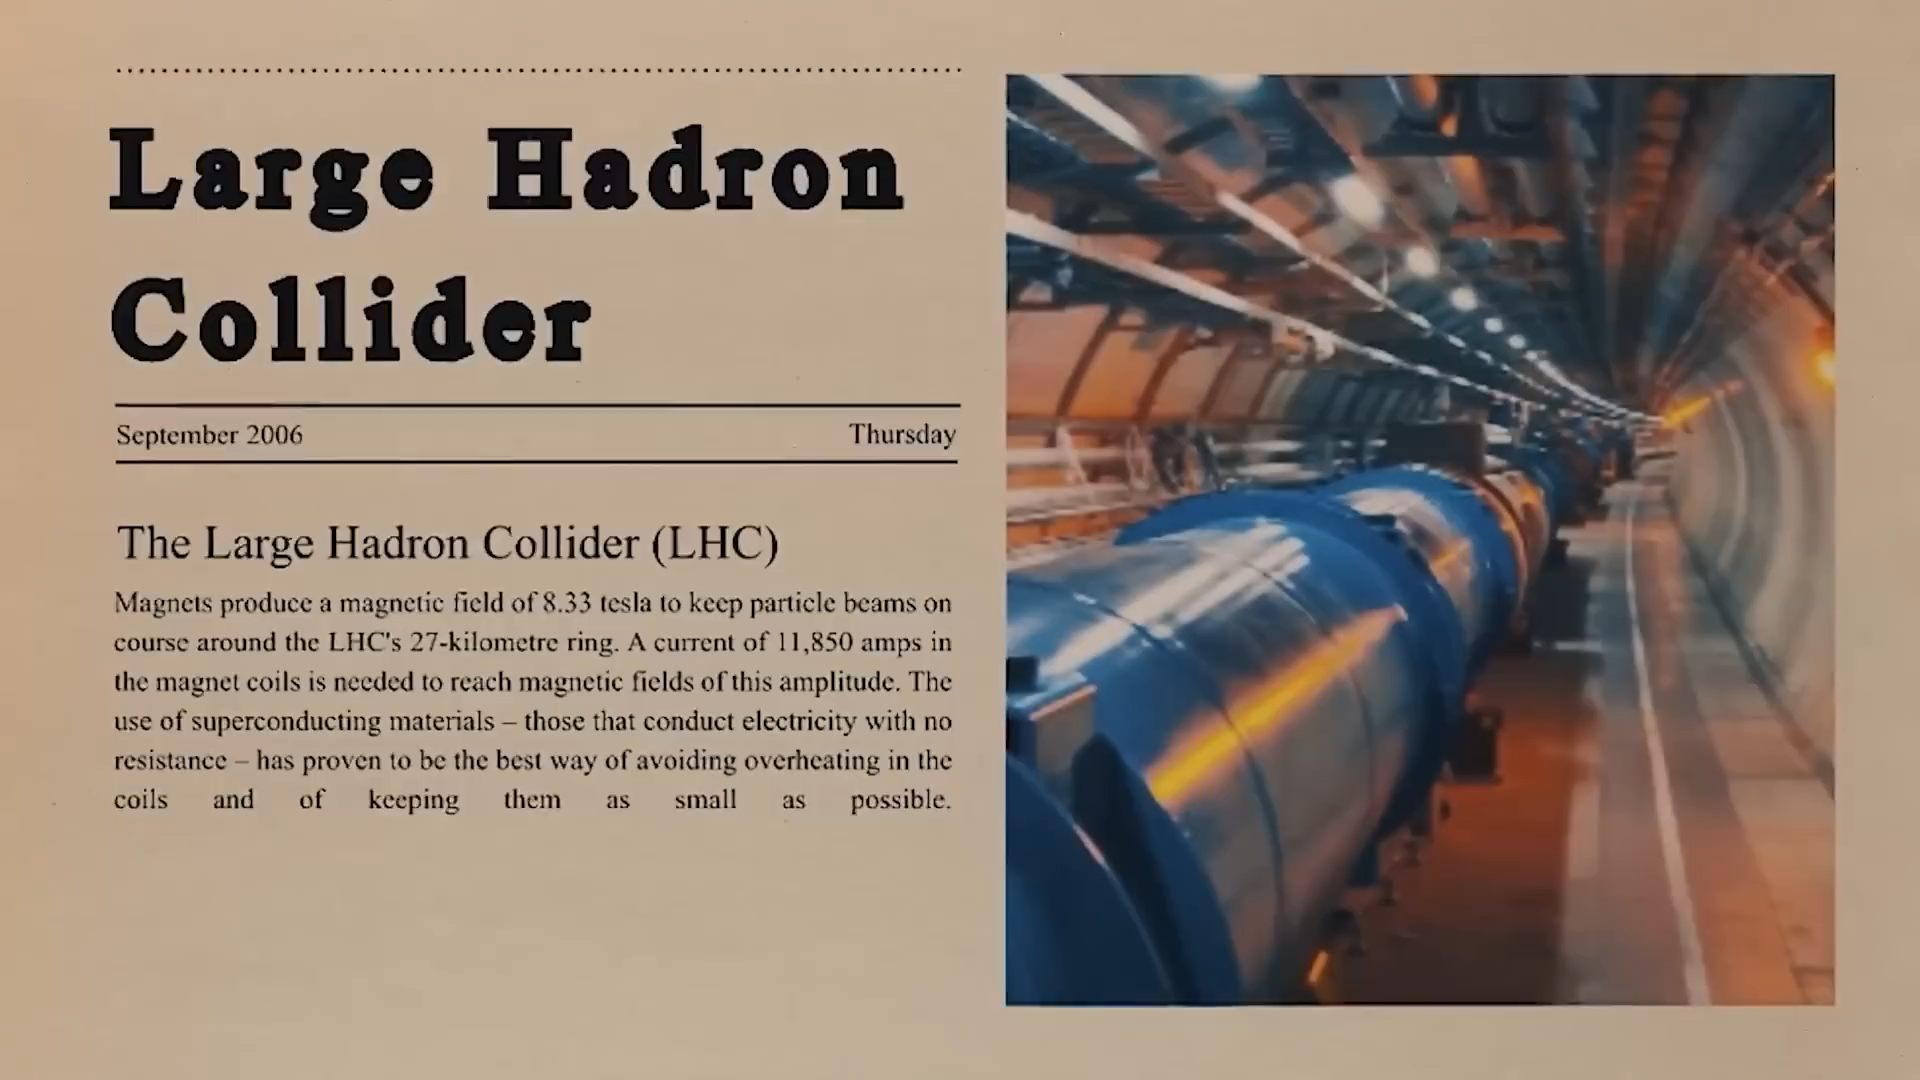 Large Hadron
Collider
September 2006 Thursday
The Large Hadron Collider (LHC)
Magnets produce a magnetic field of 8.33 tesla to keep particle beams on
course around the LHC's 27-kilometre ring. A current of 11,850 amps in
the magnet coils is needed to reach magnetic fields of this amplitude. The
use of superconducting materials – those that conduct electricity with no
resistance – has proven to be the best way of avoiding overheating in the
coils and of keeping them as small as possible.